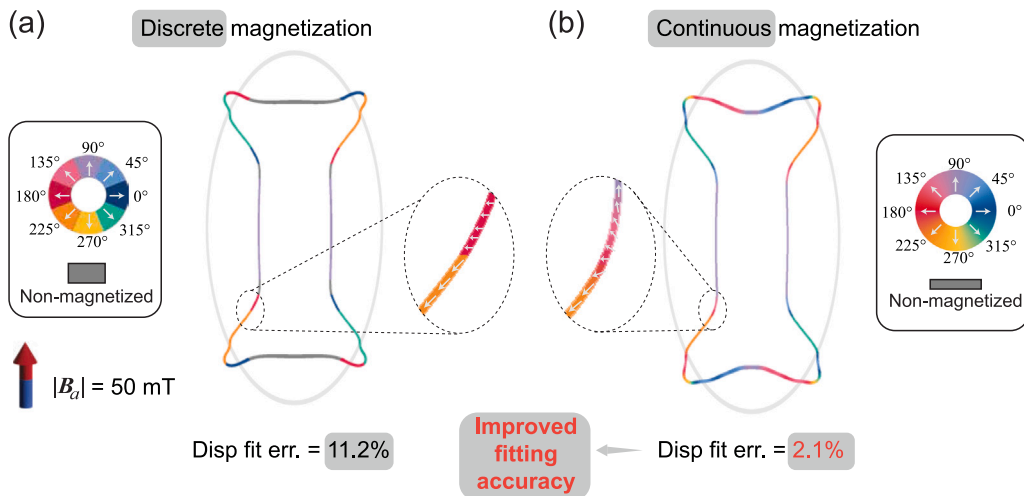 (a)
Discrete magnetization
(b)
Continuous magnetization
90°
135°
45°
180°
0°
225°
315°
270°
Non-magnetized
90°
135°
45°
180°
0°
225°
315°
270°
Non-magnetized
|Bₐ| = 50 mT
Disp fit err. = 11.2%
Improved
fitting
accuracy
Disp fit err. = 2.1%